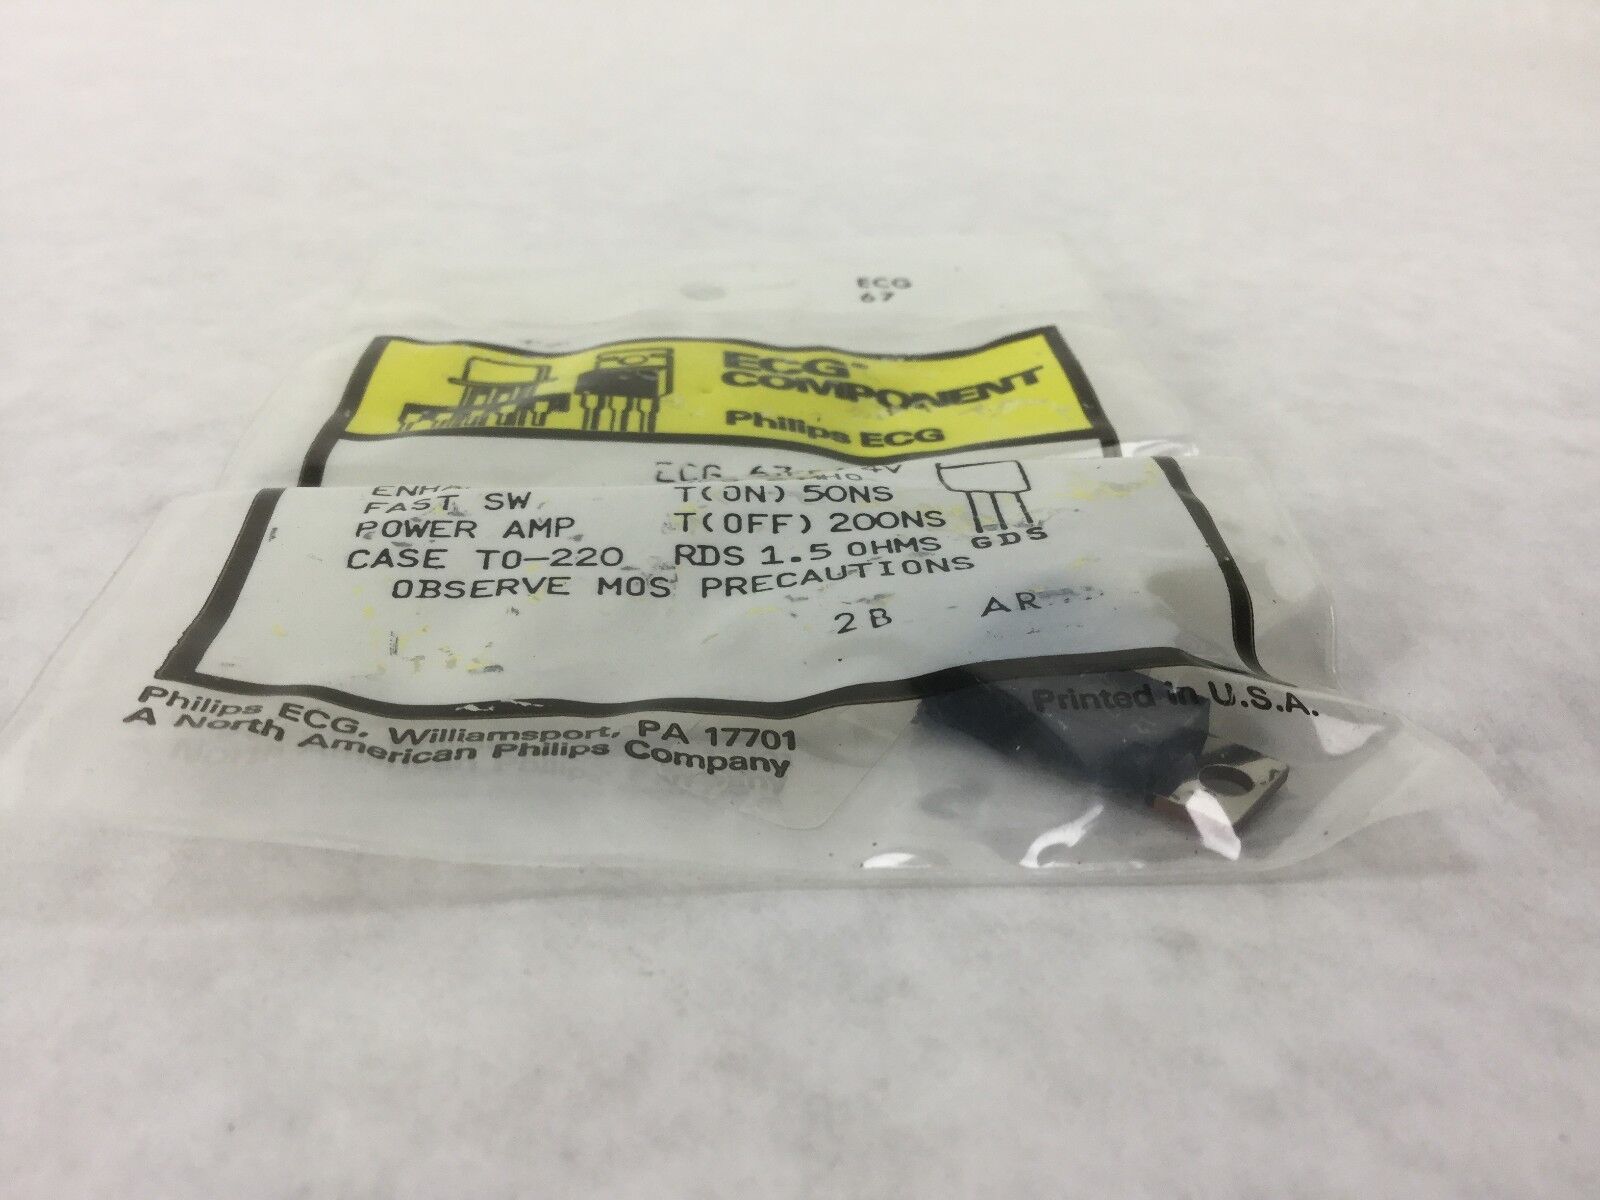 ECG
67
ECG®
COMPONENT
Philips ECG
ECG 67
FAST SW T(ON) 50NS
POWER AMP T(OFF) 200NS
CASE TO-220 RDS 1.5 OHMS GDS
OBSERVE MOS PRECAUTIONS
2B AR
Philips ECG, Williamsport, PA 17701
A North American Philips Company
Printed in U.S.A.